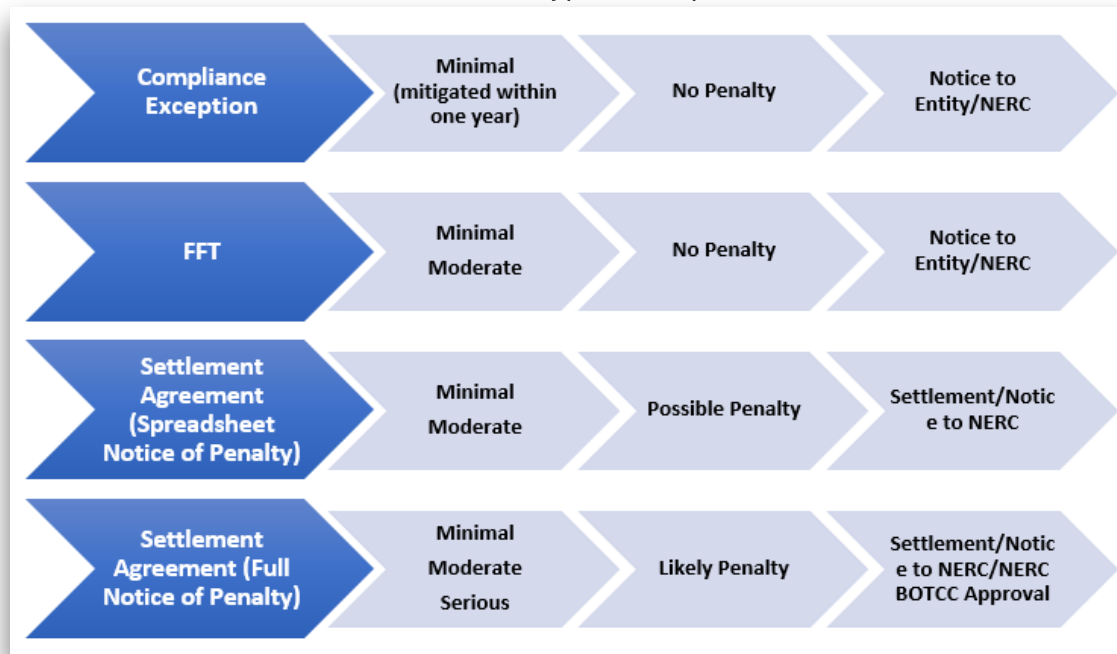 Compliance
Exception
Minimal
(mitigated within
one year)
No Penalty
Notice to
Entity/NERC
FFT
Minimal
Moderate
No Penalty
Notice to
Entity/NERC
Settlement
Agreement
(Spreadsheet
Notice of Penalty)
Minimal
Moderate
Possible Penalty
Settlement/Notic
e to NERC
Settlement
Agreement (Full
Notice of Penalty)
Minimal
Moderate
Serious
Likely Penalty
Settlement/Notic
e to NERC/NERC
BOTCC Approval